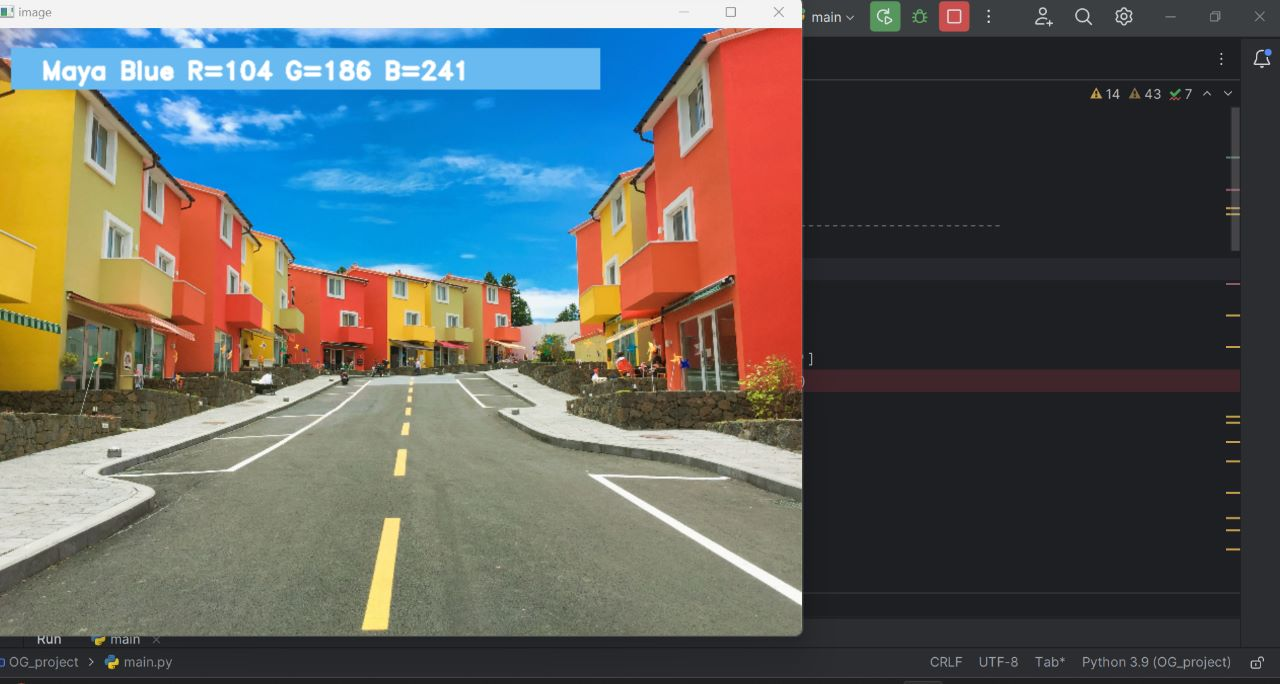 image
main
Maya Blue R=104 G=186 B=241
14 43 7
]
)
Run main
OG_project > main.py
CRLF UTF-8 Tab* Python 3.9 (OG_project)